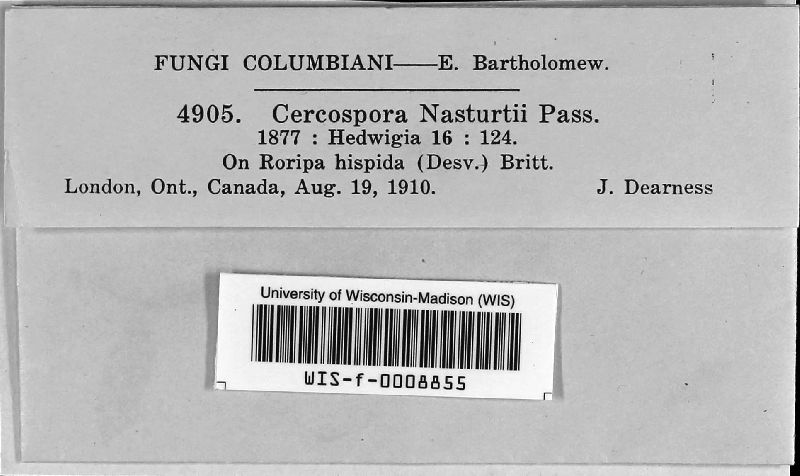 FUNGI COLUMBIANI——E. Bartholomew.
4905. Cercospora Nasturtii Pass.
1877 : Hedwigia 16 : 124.
On Roripa hispida (Desv.) Britt.
London, Ont., Canada, Aug. 19, 1910. J. Dearness
University of Wisconsin-Madison (WIS)
WIS-f-0008855